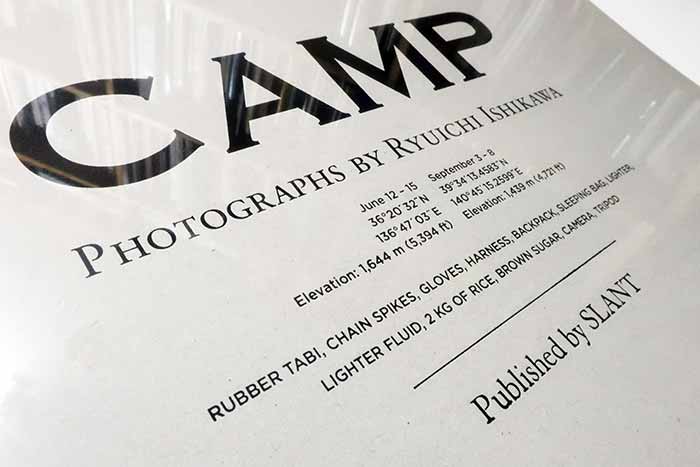 CAMP
PHOTOGRAPHS BY RYUICHI ISHIKAWA
June 12 - 15 September 3 - 8
36°20'32"N 39°34'13.4583"N
136°47'03"E 140°45'15.2599"E
Elevation: 1,644 m (5,394 ft) Elevation: 1,439 m (4,721 ft)
RUBBER TABI, CHAIN SPIKES, GLOVES, HARNESS, BACKPACK, SLEEPING BAG, LIGHTER,
LIGHTER FLUID, 2 KG OF RICE, BROWN SUGAR, CAMERA, TRIPOD
Published by SLANT